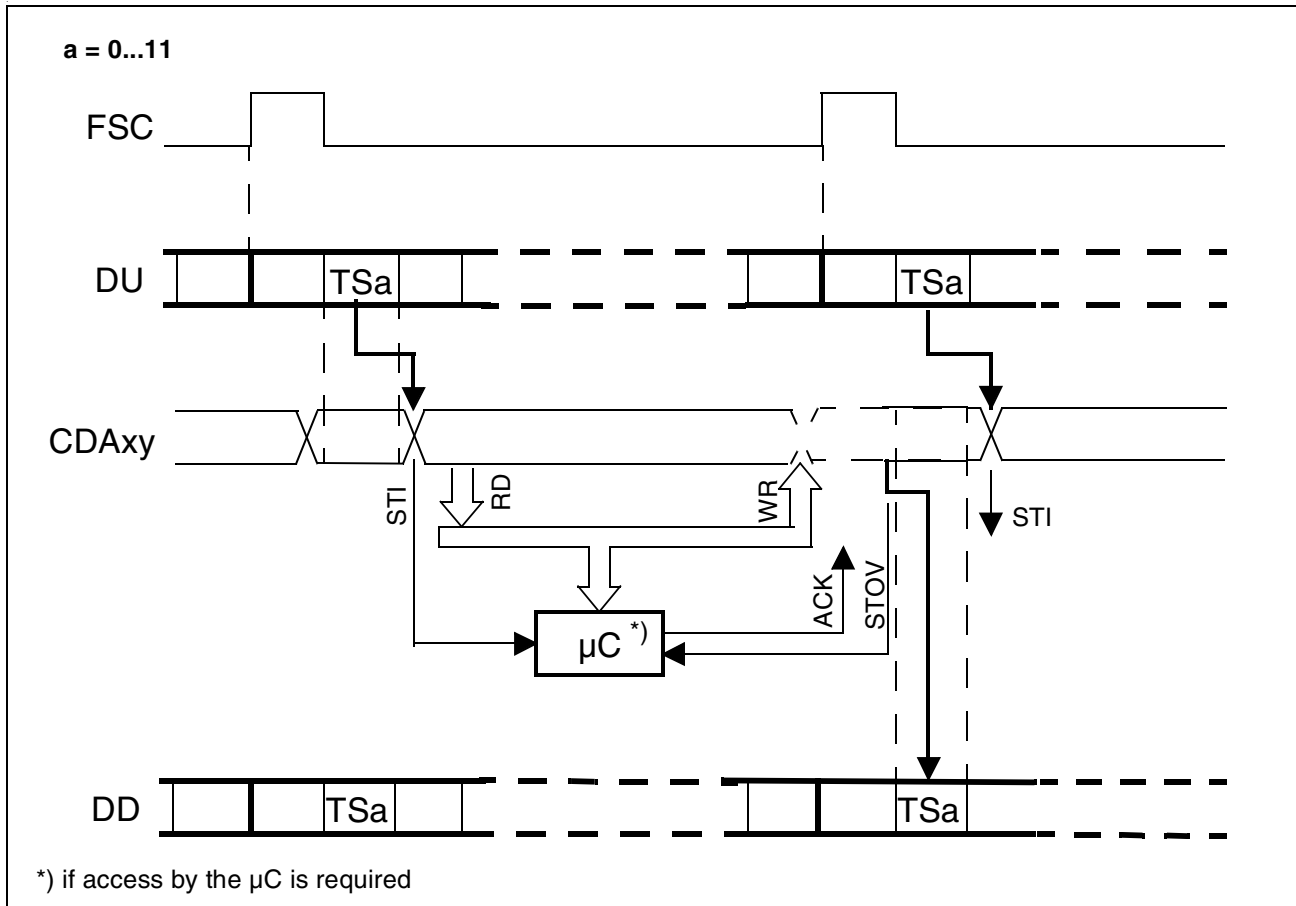 a = 0...11
FSC
DU
TSa
TSa
CDAxy
STI
RD
WR
ACK
STOV
STI
µC *)
DD
TSa
TSa
*) if access by the µC is required